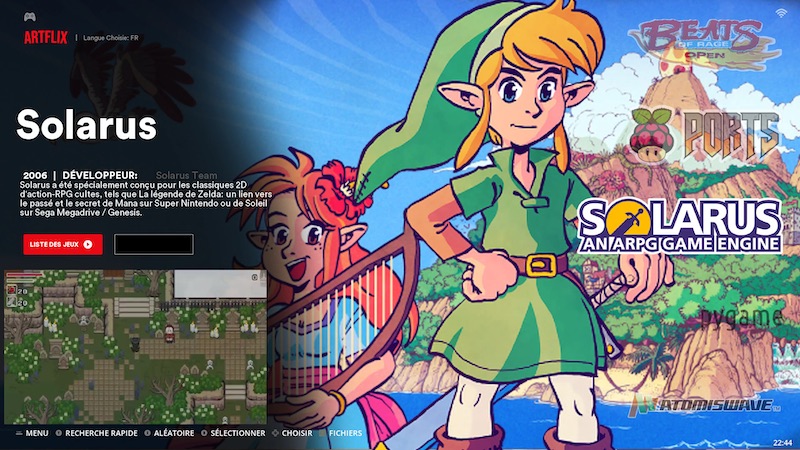 ARTFLIX | Langue Choisie: FR
Solarus
2006 | DÉVELOPPEUR: Solarus Team
Solarus a été spécialement conçu pour les classiques 2D
d'action-RPG cultes, tels que La légende de Zelda: un lien vers
le passé et le secret de Mana sur Super Nintendo ou de Soleil
sur Sega Megadrive / Genesis.
LISTE DES JEUX
20
20
BEATS
OF RAGE
OPEN
PORTS
SOLARUS
AN ARPG GAME ENGINE
pygame
ATOMISWAVE
MENU RECHERCHE RAPIDE ALÉATOIRE SÉLECTIONNER CHOISIR FICHIERS
22:44